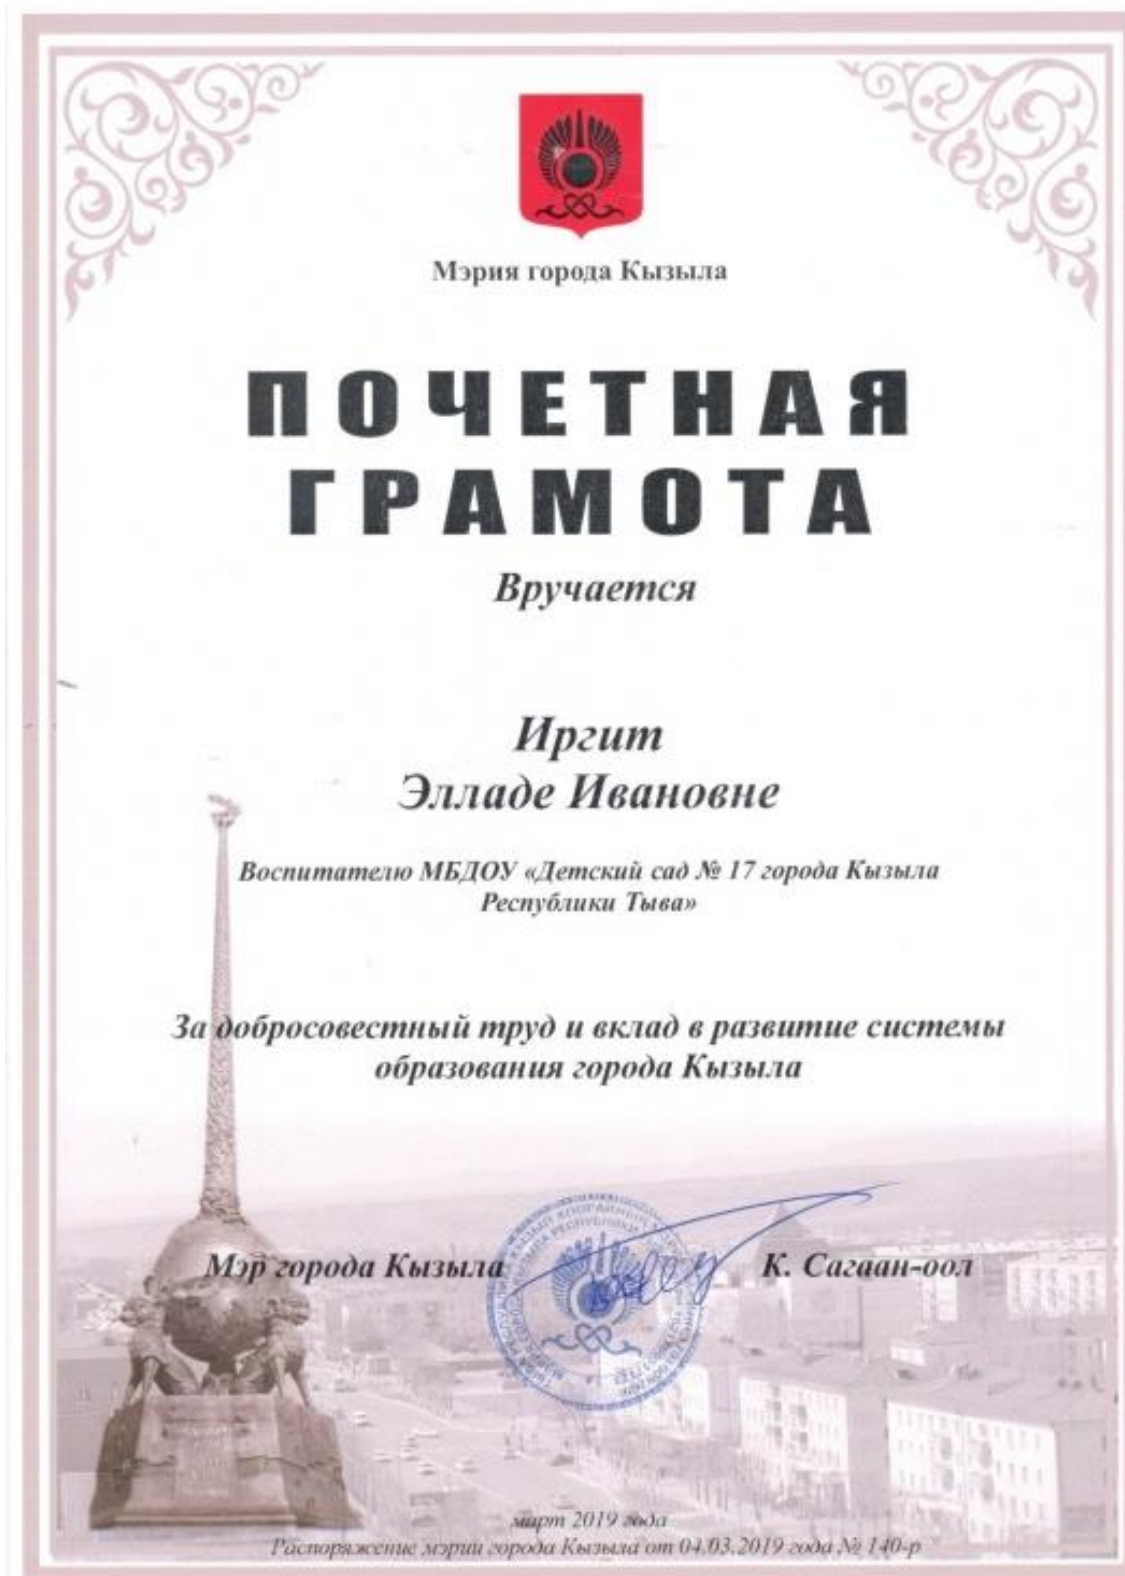 Мэрия города Кызыла
ПОЧЕТНАЯ
ГРАМОТА
Вручается
Иргит
Элладе Ивановне
Воспитателю МБДОУ «Детский сад № 17 города Кызыла
Республики Тыва»
За добросовестный труд и вклад в развитие системы
образования города Кызыла
Мэр города Кызыла
К. Сагаан-оол
март 2019 года
Распоряжение мэрии города Кызыла от 04.03.2019 года № 140-р